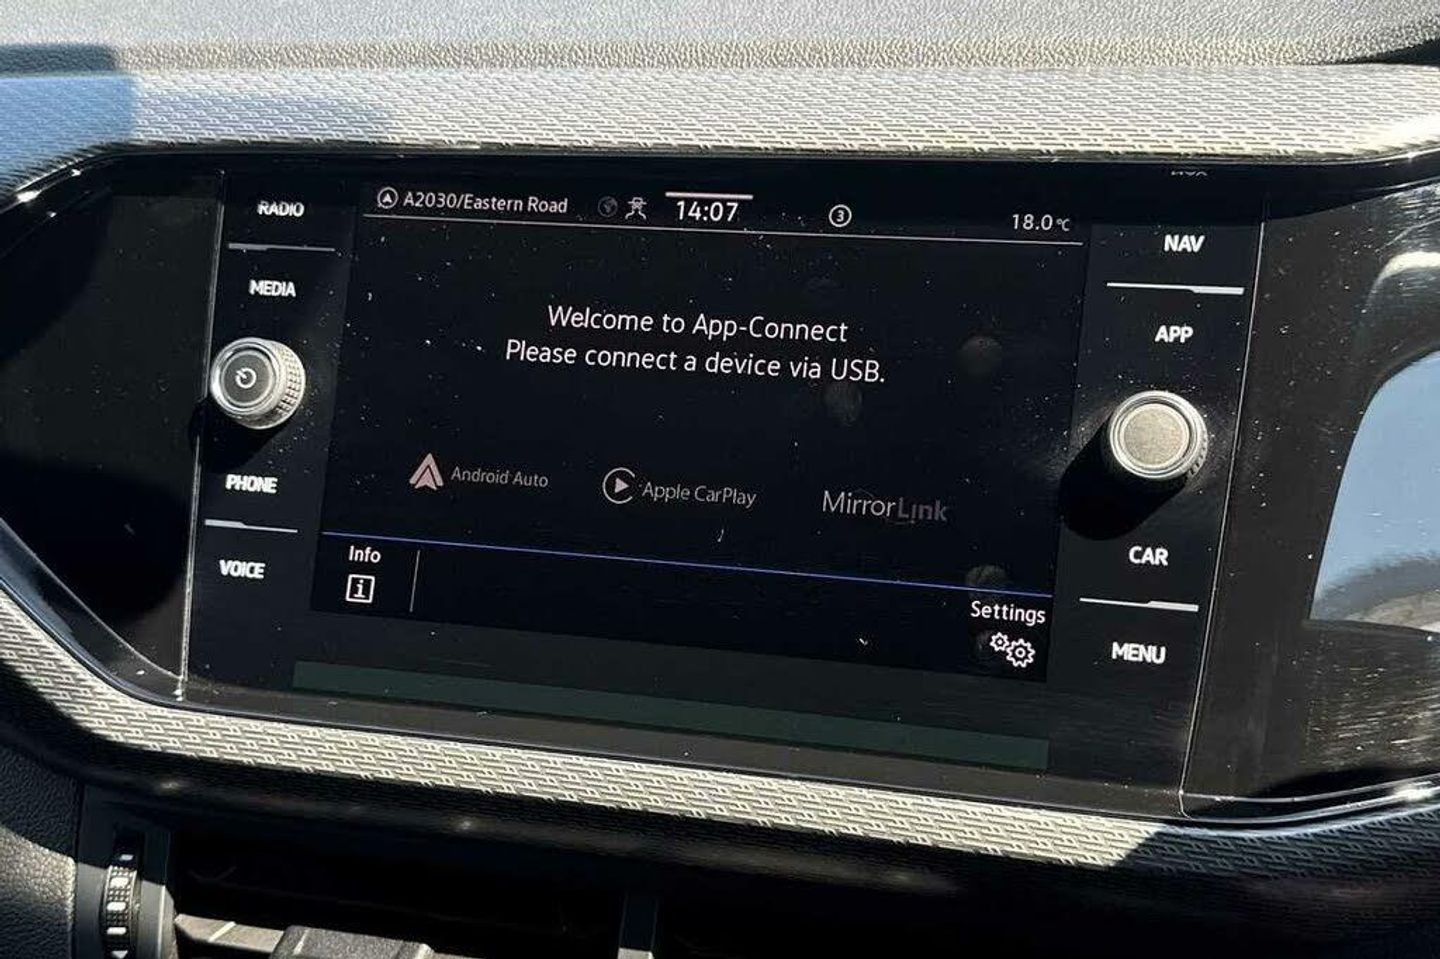 RADIO
MEDIA
PHONE
VOICE
A2030/Eastern Road
14:07
3
18.0°C
Welcome to App-Connect
Please connect a device via USB.
Android Auto
Apple CarPlay
MirrorLink
Info
i
Settings
NAV
APP
CAR
MENU